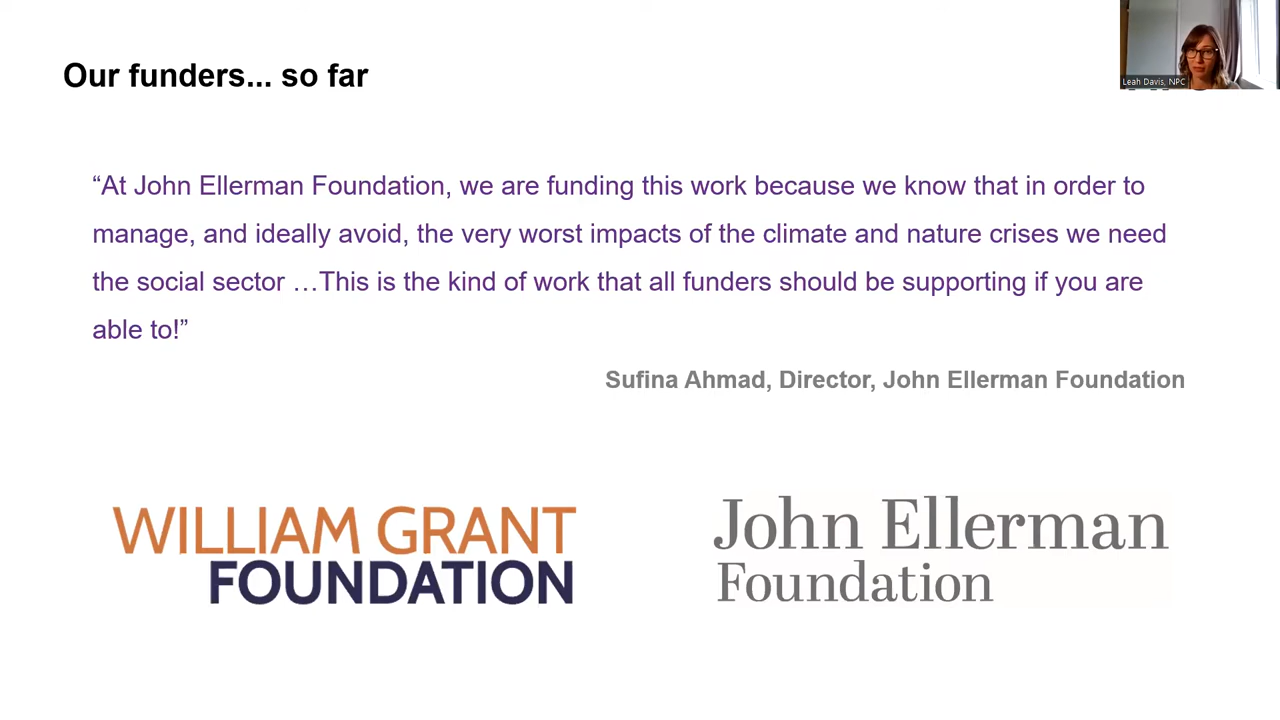 Our funders... so far
Leah Davis, NPC
“At John Ellerman Foundation, we are funding this work because we know that in order to
manage, and ideally avoid, the very worst impacts of the climate and nature crises we need
the social sector …This is the kind of work that all funders should be supporting if you are
able to!”
Sufina Ahmad, Director, John Ellerman Foundation
WILLIAM GRANT
FOUNDATION
John Ellerman
Foundation